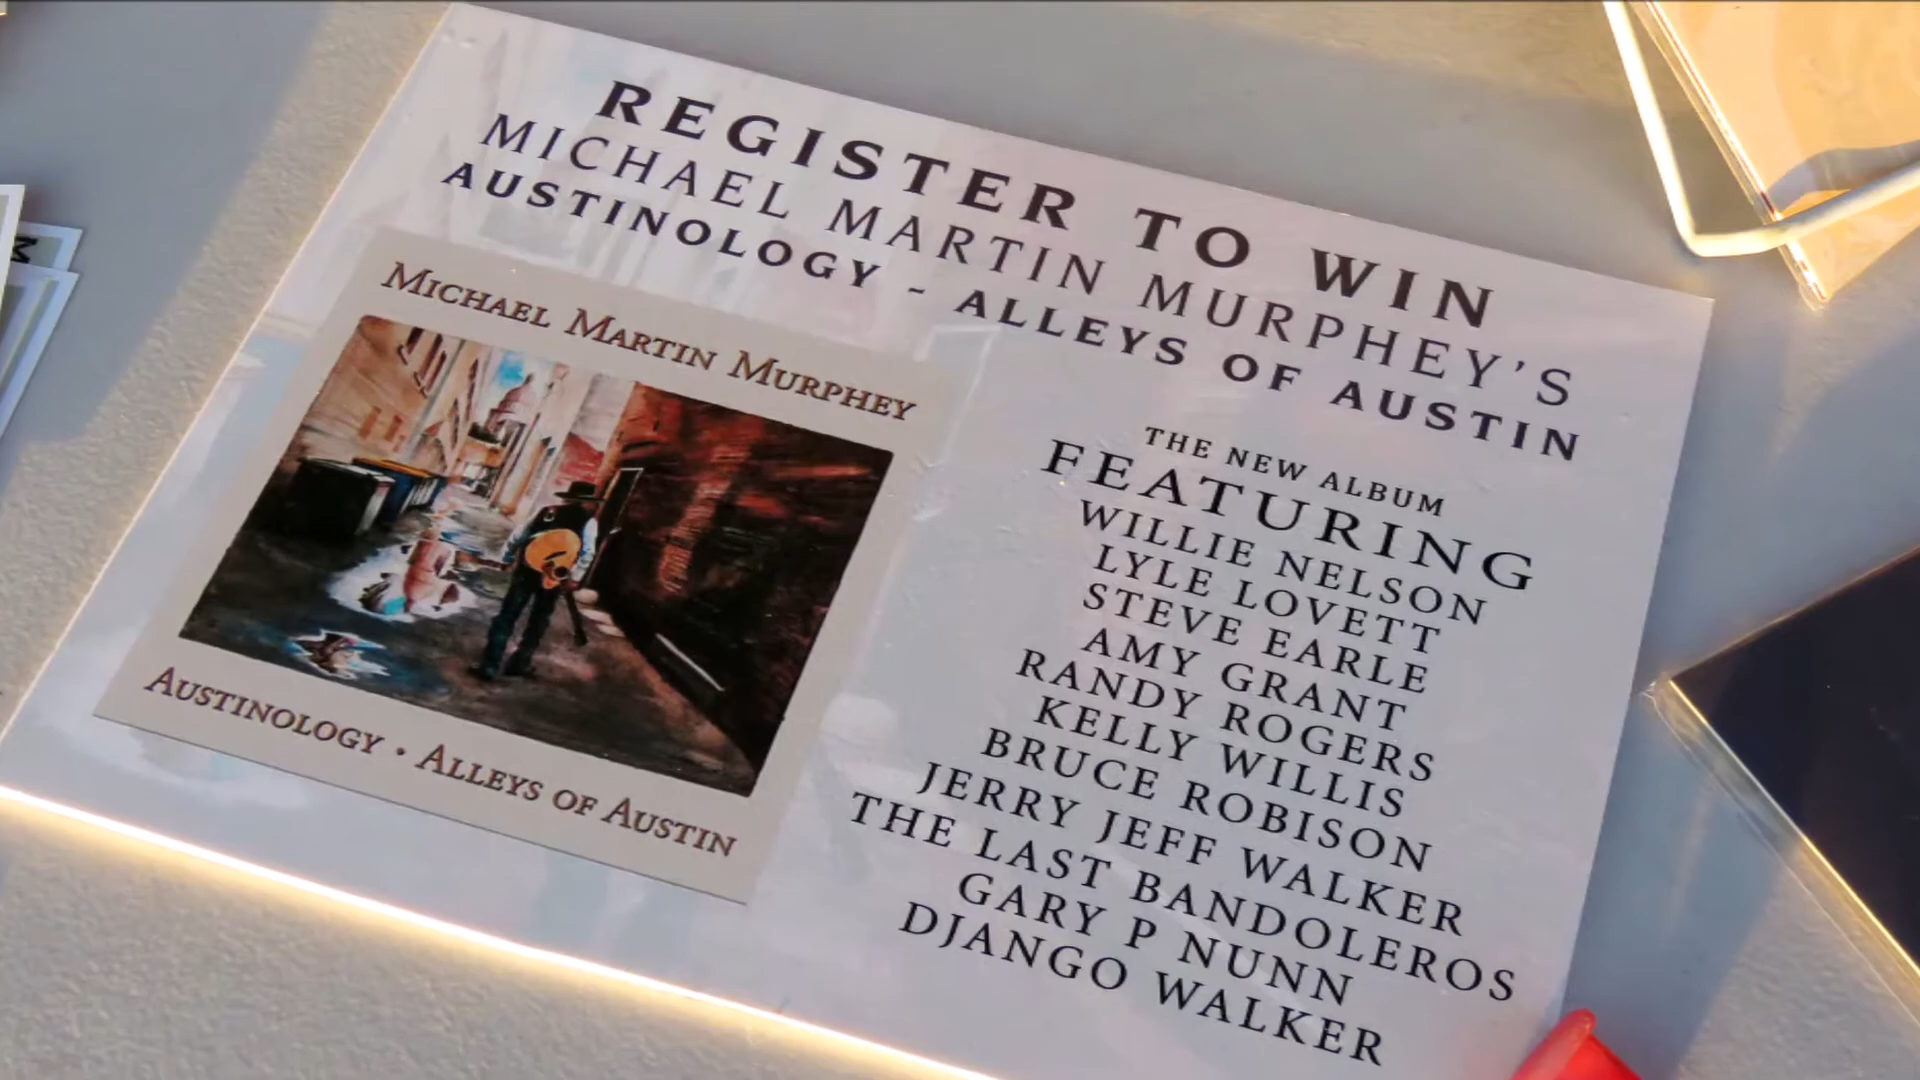 REGISTER TO WIN
MICHAEL MARTIN MURPHEY'S
AUSTINOLOGY - ALLEYS OF AUSTIN
MICHAEL MARTIN MURPHEY
AUSTINOLOGY • ALLEYS OF AUSTIN
THE NEW ALBUM
FEATURING
WILLIE NELSON
LYLE LOVETT
STEVE EARLE
AMY GRANT
RANDY ROGERS
KELLY WILLIS
BRUCE ROBISON
JERRY JEFF WALKER
THE LAST BANDOLEROS
GARY P NUNN
DJANGO WALKER